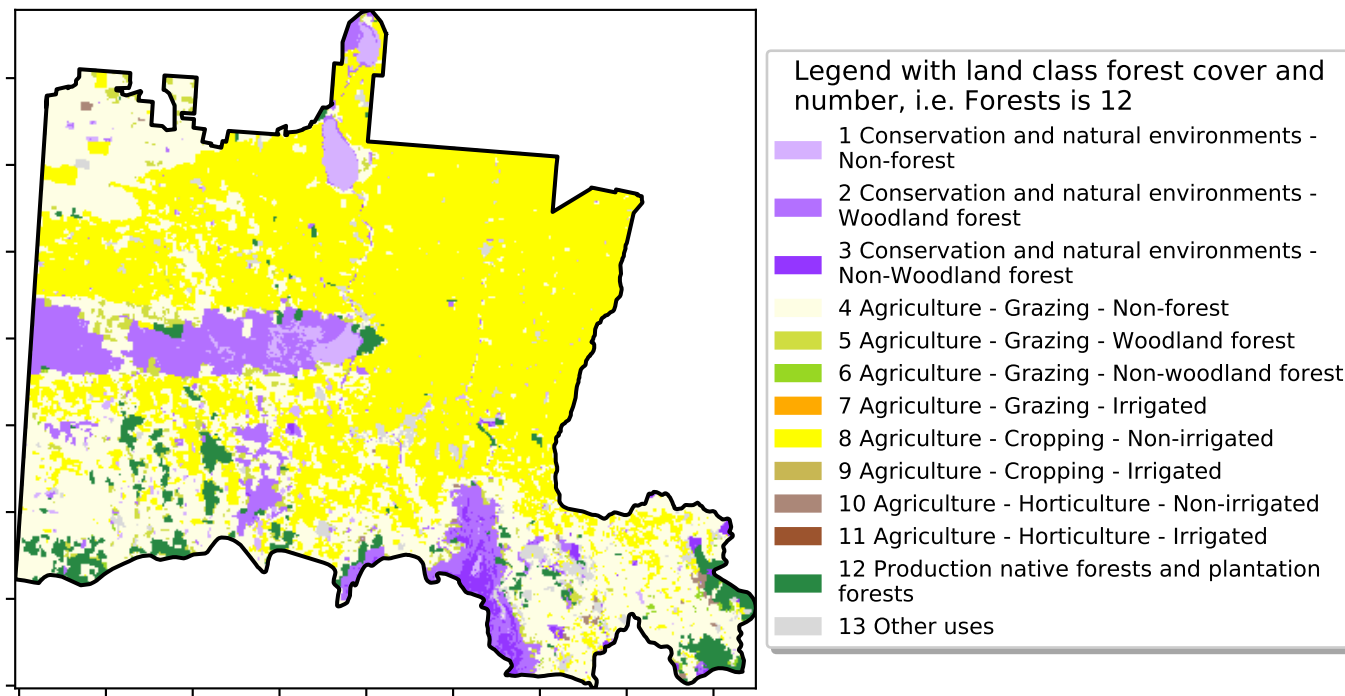 Legend with land class forest cover and
number, i.e. Forests is 12
1 Conservation and natural environments -
Non-forest
2 Conservation and natural environments -
Woodland forest
3 Conservation and natural environments -
Non-Woodland forest
4 Agriculture - Grazing - Non-forest
5 Agriculture - Grazing - Woodland forest
6 Agriculture - Grazing - Non-woodland forest
7 Agriculture - Grazing - Irrigated
8 Agriculture - Cropping - Non-irrigated
9 Agriculture - Cropping - Irrigated
10 Agriculture - Horticulture - Non-irrigated
11 Agriculture - Horticulture - Irrigated
12 Production native forests and plantation
forests
13 Other uses